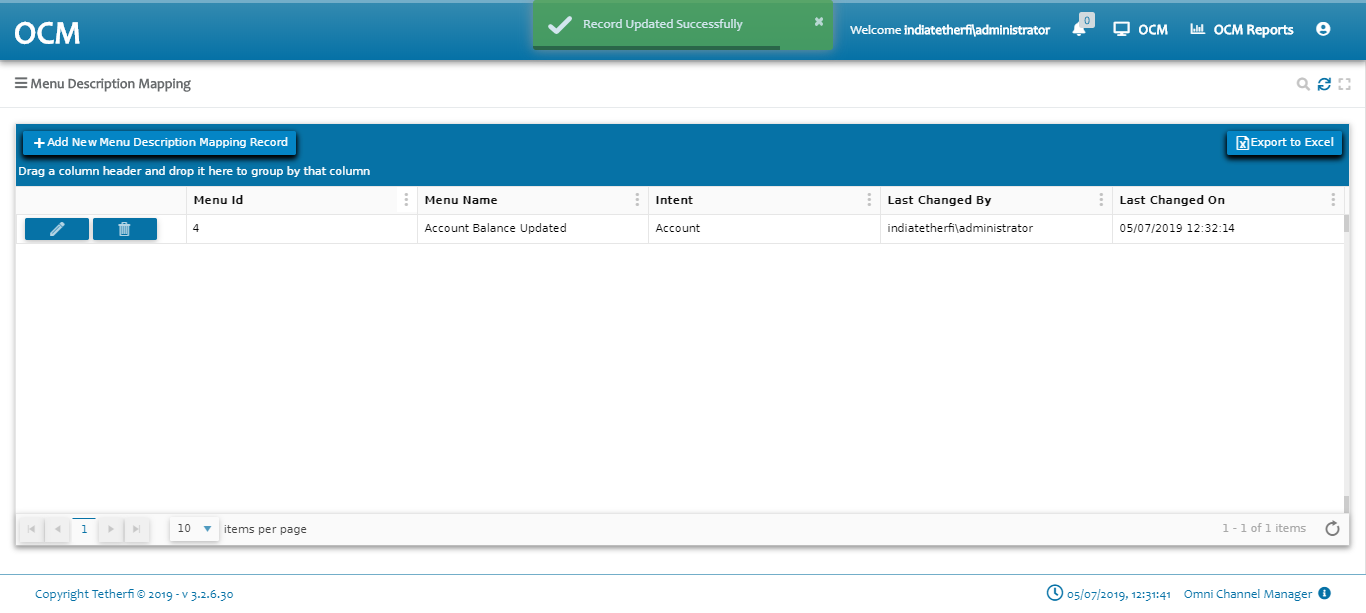 OCM
Record Updated Successfully
Welcome indiatetherfi\administrator
0
OCM
OCM Reports
Menu Description Mapping
Add New Menu Description Mapping Record
Export to Excel
Drag a column header and drop it here to group by that column
Menu Id
Menu Name
Intent
Last Changed By
Last Changed On
4
Account Balance Updated
Account
indiatetherfi\administrator
05/07/2019 12:32:14
1
10
items per page
1 - 1 of 1 items
Copyright Tetherfi © 2019 - v 3.2.6.30
05/07/2019, 12:31:41
Omni Channel Manager